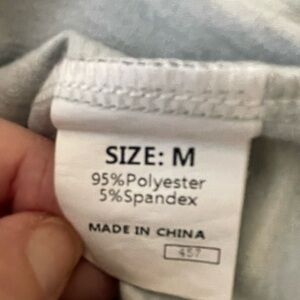 SIZE: M
95%Polyester
5%Spandex
MADE IN CHINA
457